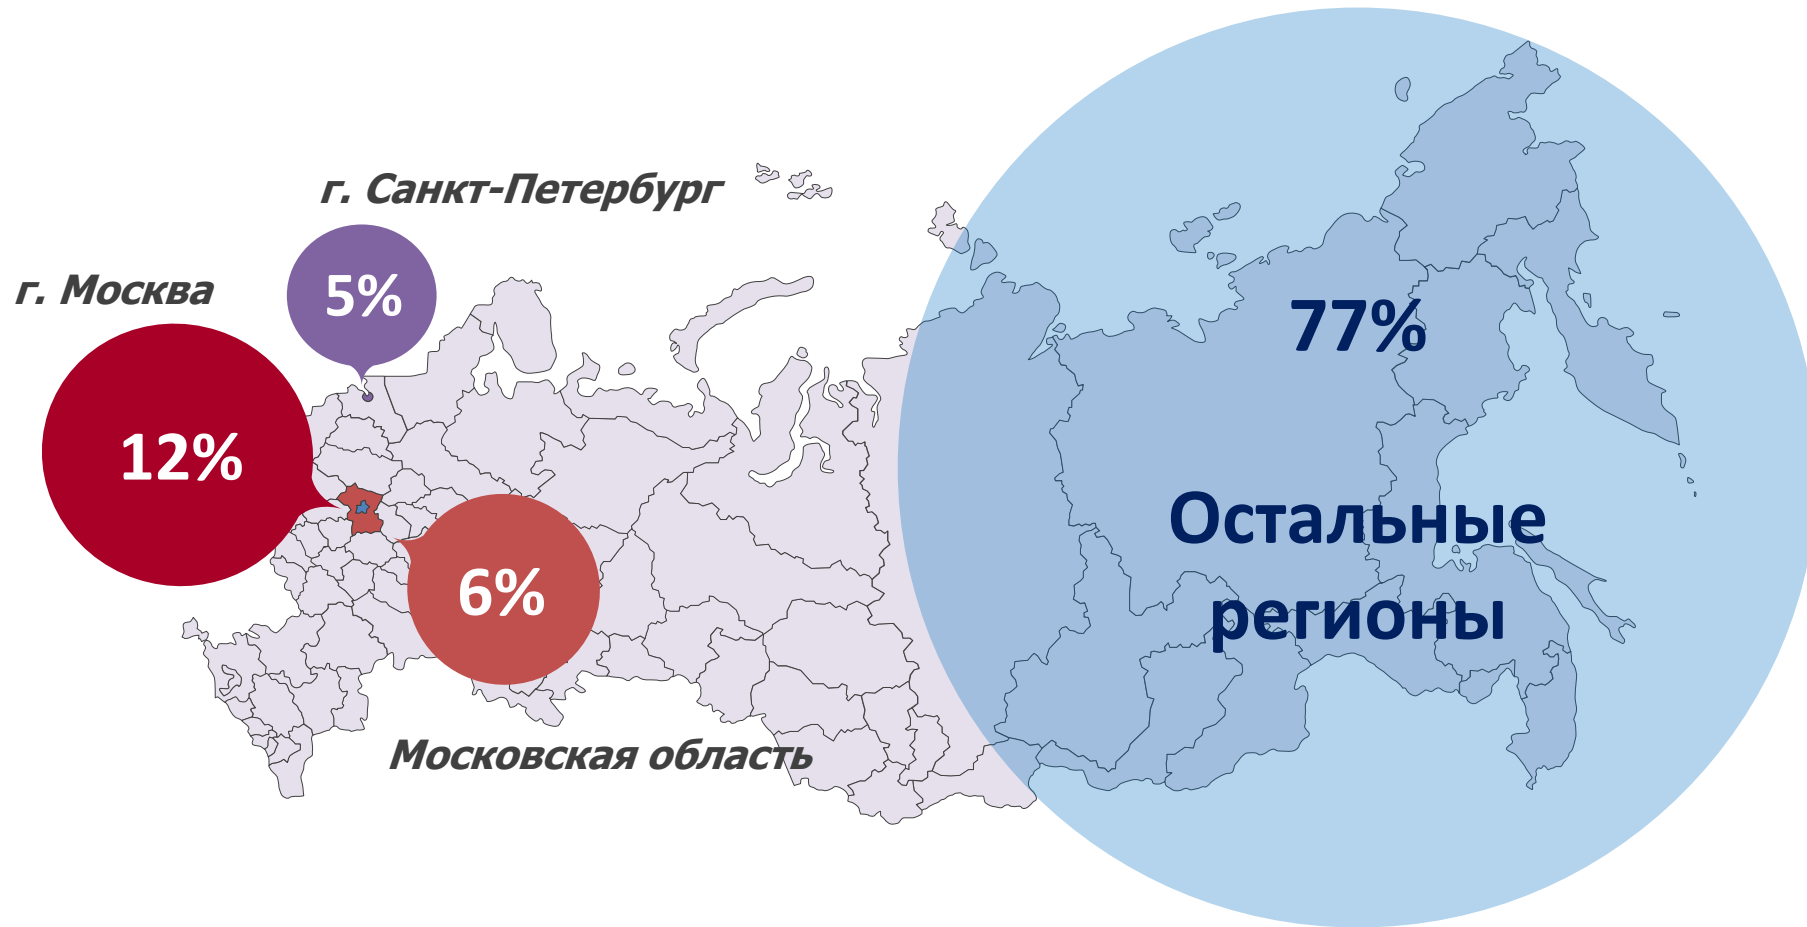 г. Санкт-Петербург
5%
г. Москва
12%
6%
Московская область
77%
Остальные
регионы